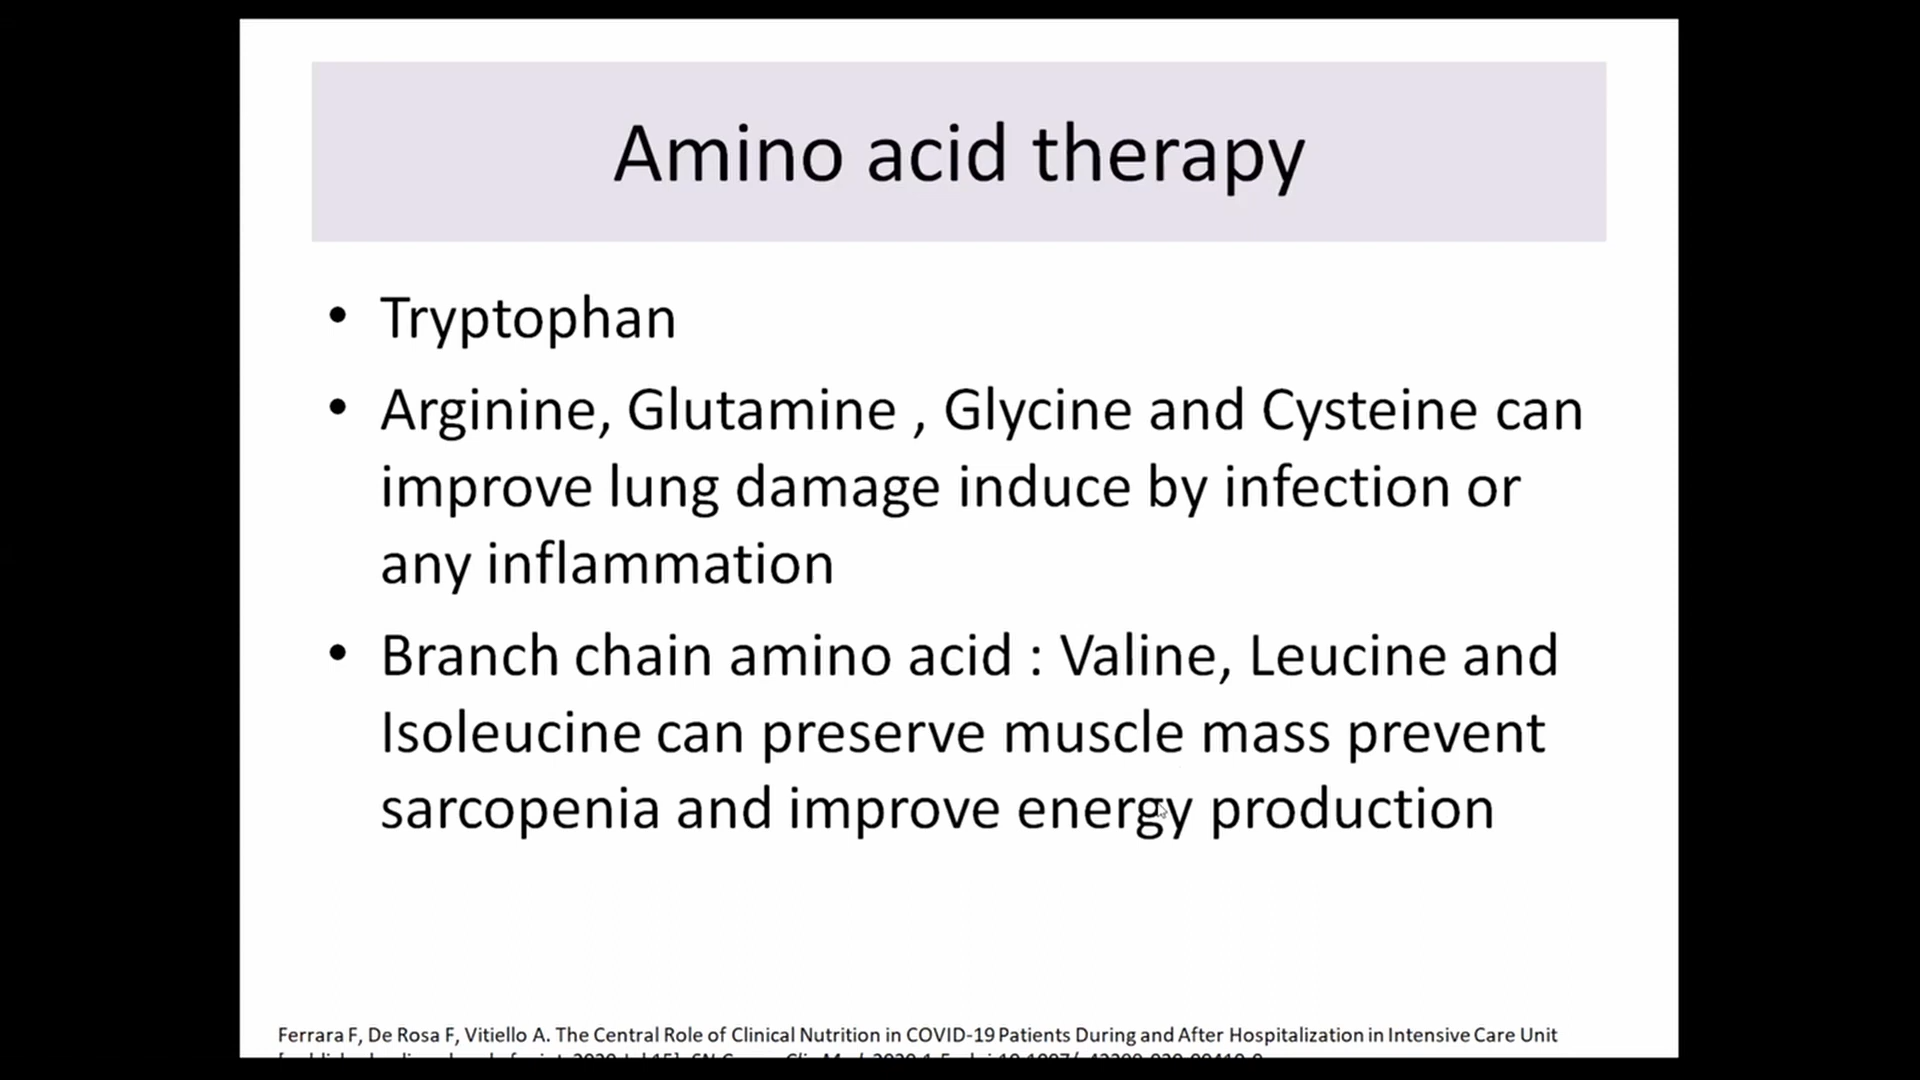 Amino acid therapy
• Tryptophan
• Arginine, Glutamine , Glycine and Cysteine can
improve lung damage induce by infection or
any inflammation
• Branch chain amino acid : Valine, Leucine and
Isoleucine can preserve muscle mass prevent
sarcopenia and improve energy production
Ferrara F, De Rosa F, Vitiello A. The Central Role of Clinical Nutrition in COVID-19 Patients During and After Hospitalization in Intensive Care Unit